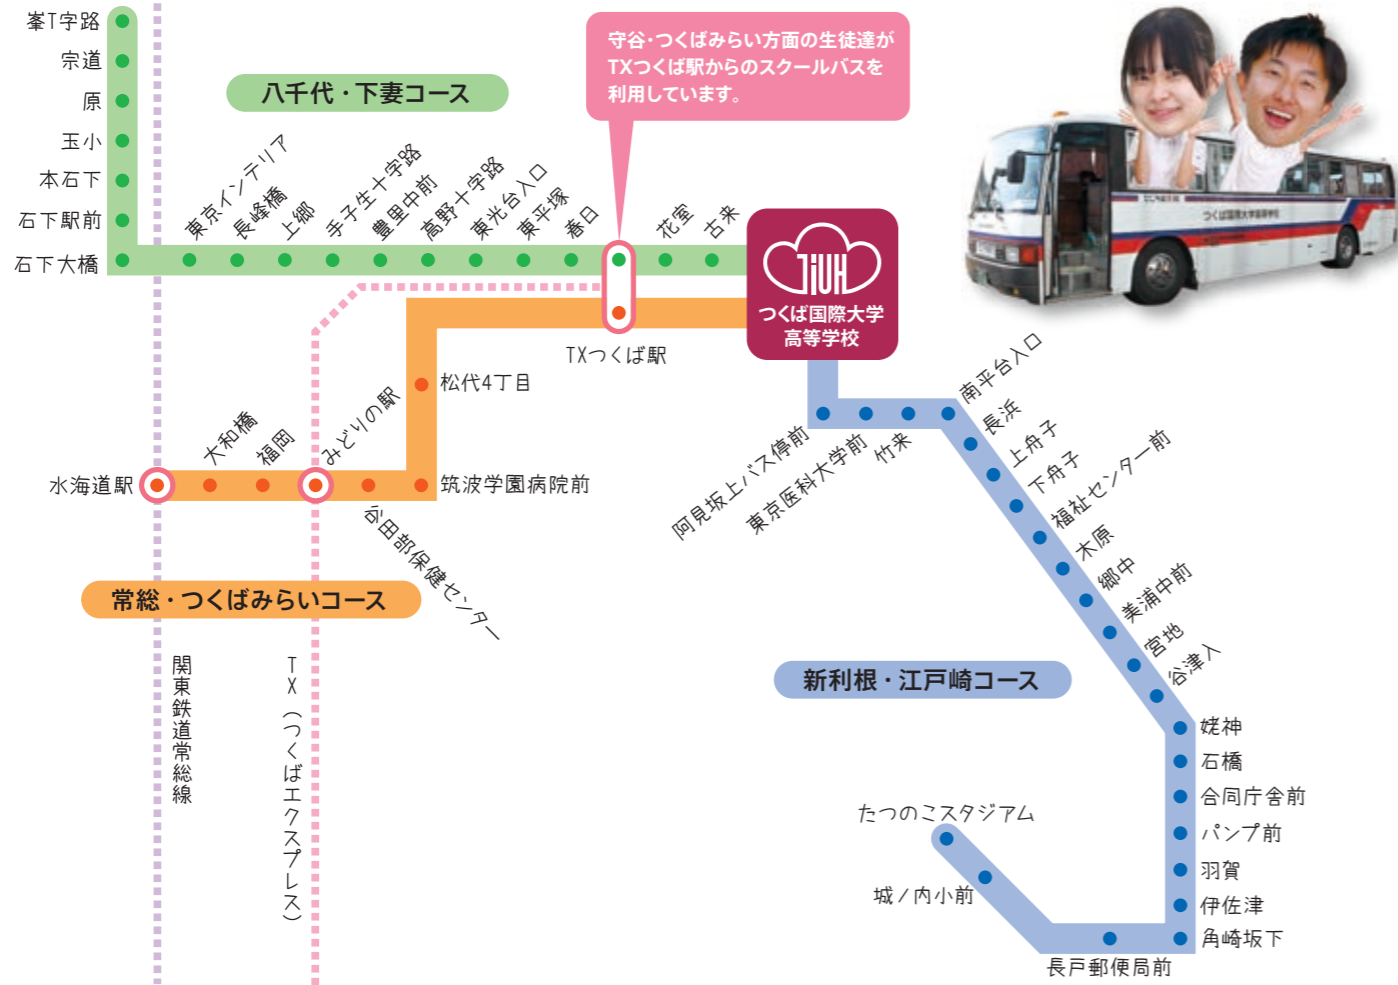 峯T字路
宗道
原
玉小
本石下
石下駅前
石下大橋
八千代・下妻コース
東京インテリア
長峰橋
上郷
手子生十字路
豊里中前
高野十字路
東光台入口
東平塚
春日
花室
古来
守谷・つくばみらい方面の生徒達が
TXつくば駅からのスクールバスを
利用しています。
TXつくば駅
TiUH
つくば国際大学
高等学校
つくば国際大学高等学校
松代4丁目
筑波学園病院前
谷田部保健センター
みどりの駅
福岡
大和橋
水海道駅
常総・つくばみらいコース
関東鉄道常総線
TX（つくばエクスプレス）
阿見坂上バス停前
東京医科大学前
竹来
南平台入口
長浜
上舟子
下舟子
福祉センター前
木原
郷中
美浦中前
宮地
谷津入
姥神
石橋
合同庁舎前
パンプ前
羽賀
伊佐津
角崎坂下
長戸郵便局前
城ノ内小前
たつのこスタジアム
新利根・江戸崎コース